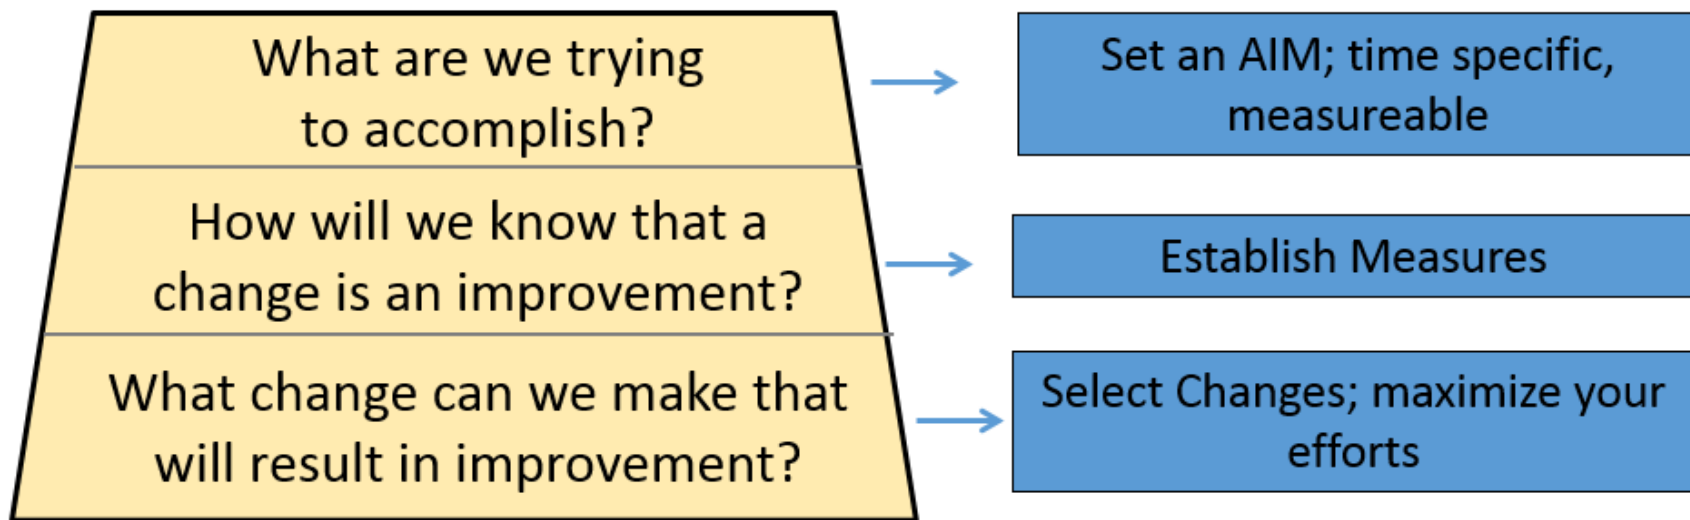 What are we trying
to accomplish?
Set an AIM; time specific,
measureable
How will we know that a
change is an improvement?
Establish Measures
What change can we make that
will result in improvement?
Select Changes; maximize your
efforts